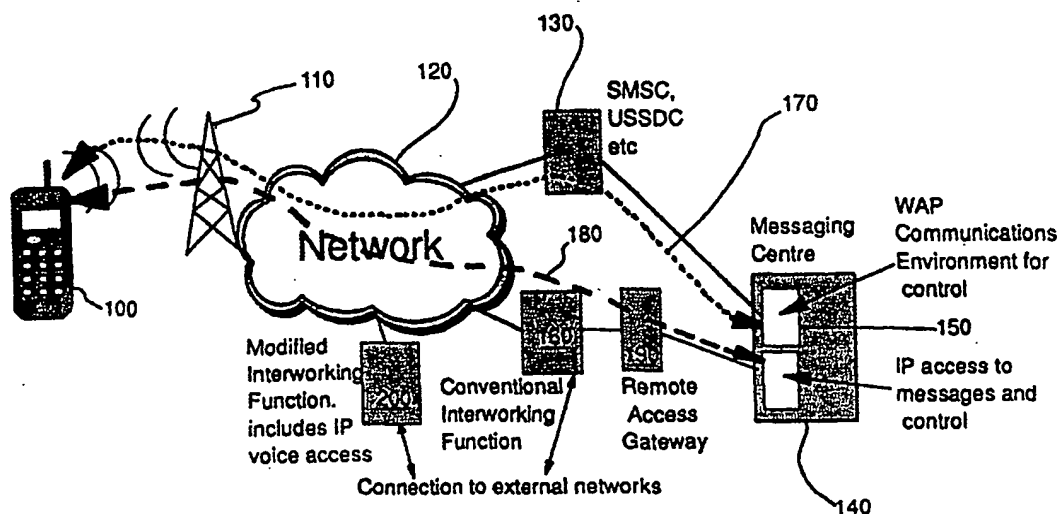 130
110
120
SMSC,
USSDC
etc
170
WAP
Communications
Environment for
control
Messaging
Centre
Network
180
100
150
160
190
IP access to
messages and
control
Modified
Interworking
Function.
includes IP
voice access
200
Conventional
Interworking
Function
Remote
Access
Gateway
Connection to external networks
140